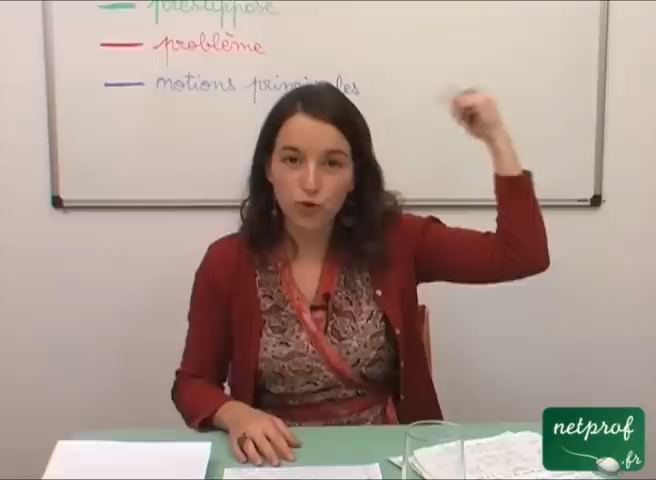 présupposé
problème
notions principales
netprof
.fr